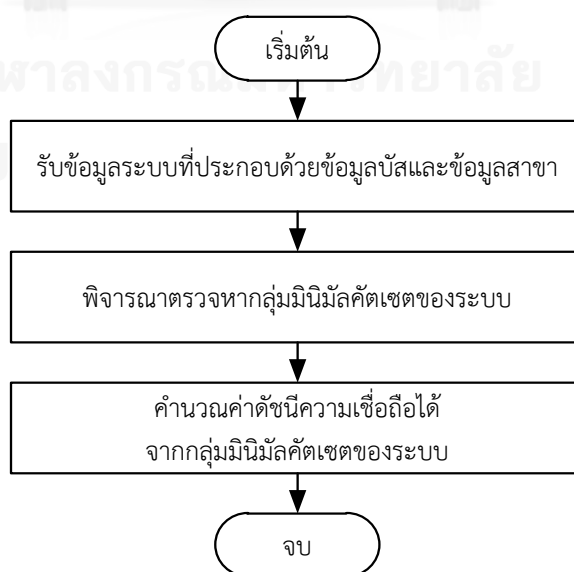 เริ่มต้น
รับข้อมูลระบบที่ประกอบด้วยข้อมูลบัสและข้อมูลสาขา
พิจารณาตรวจหากลุ่มมินิมัลคัตเซตของระบบ
คำนวณค่าดัชนีความเชื่อถือได้
จากกลุ่มมินิมัลคัตเซตของระบบ
จบ